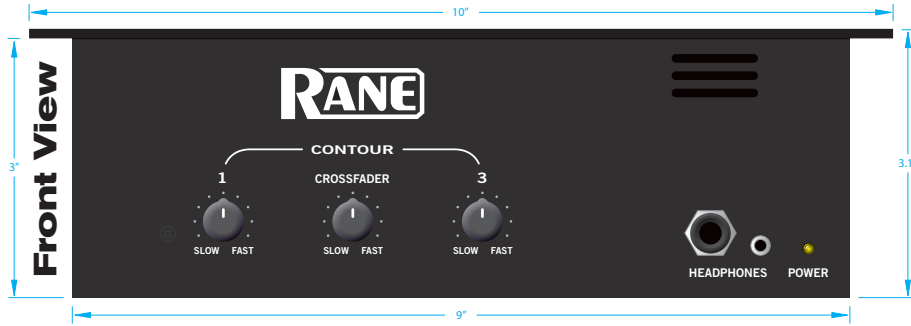 10"
Front View
3"
RANE
CONTOUR
1
CROSSFADER
3
SLOW FAST
SLOW FAST
SLOW FAST
HEADPHONES
POWER
3.1
9"